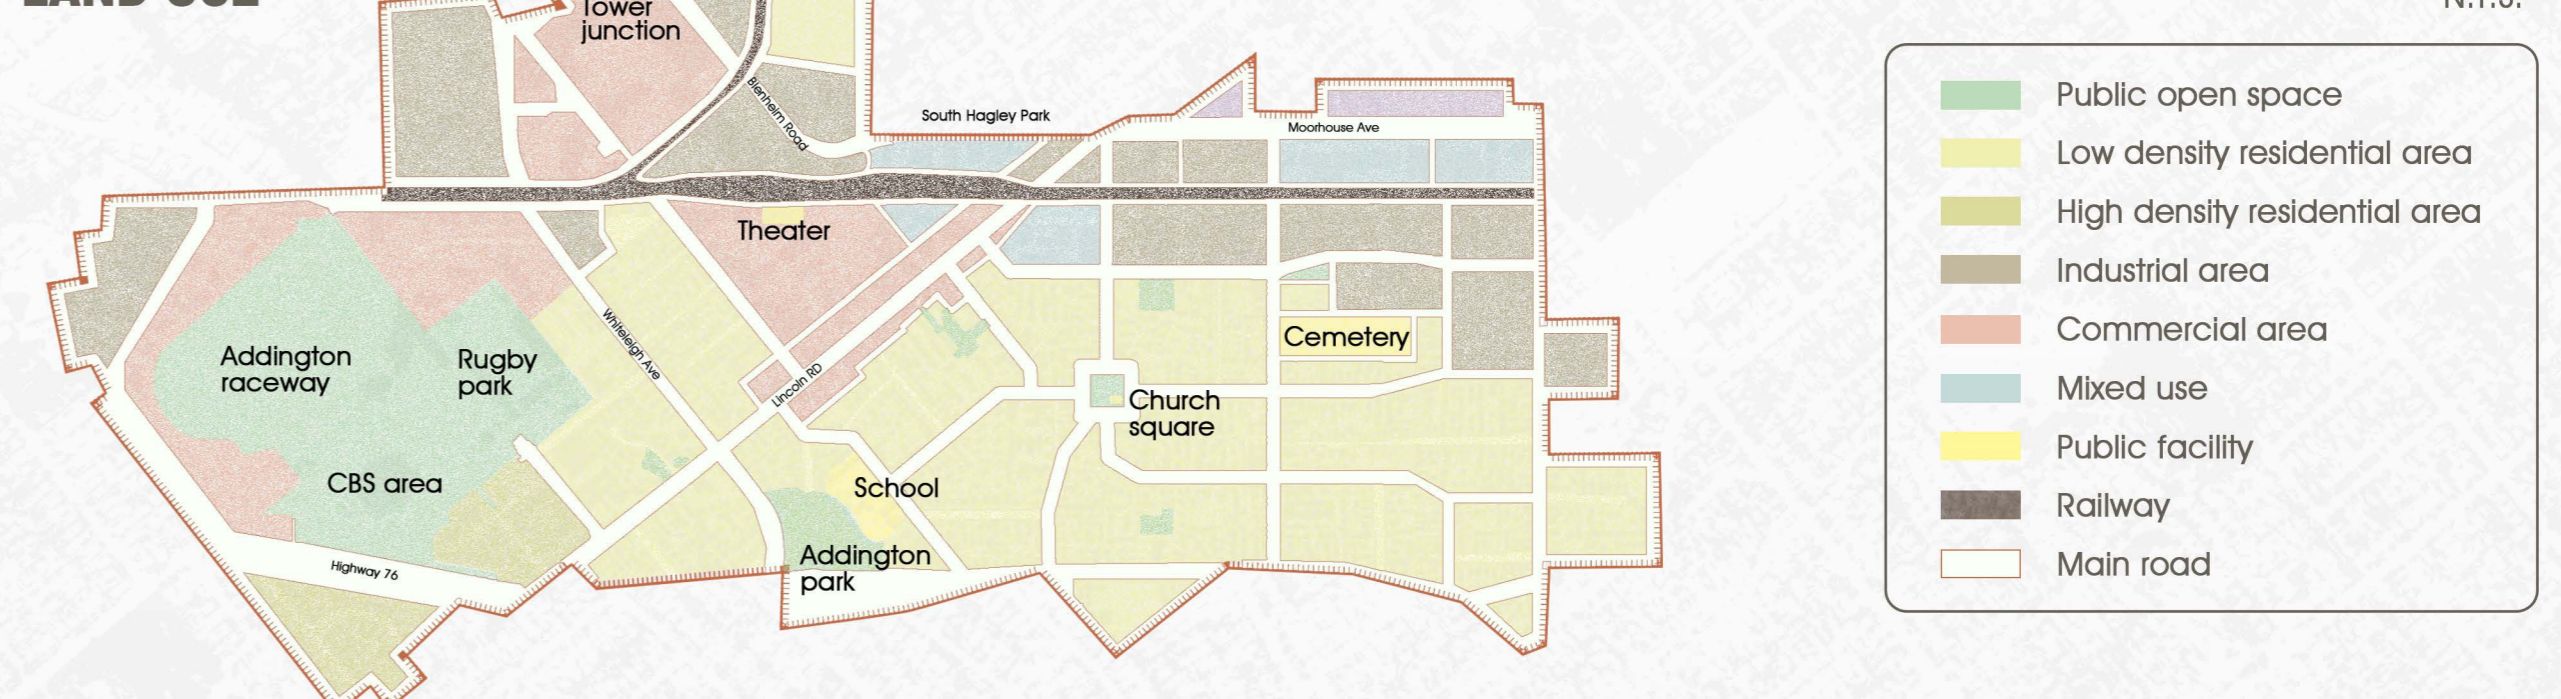 LAND USE
N.T.S.
Tower
junction
Blenheim Road
South Hagley Park
Moorhouse Ave
Theater
Whiteleigh Ave
Lincoln RD
Addington
raceway
Rugby
park
CBS area
Cemetery
Church
square
School
Addington
park
Highway 76
Public open space
Low density residential area
High density residential area
Industrial area
Commercial area
Mixed use
Public facility
Railway
Main road